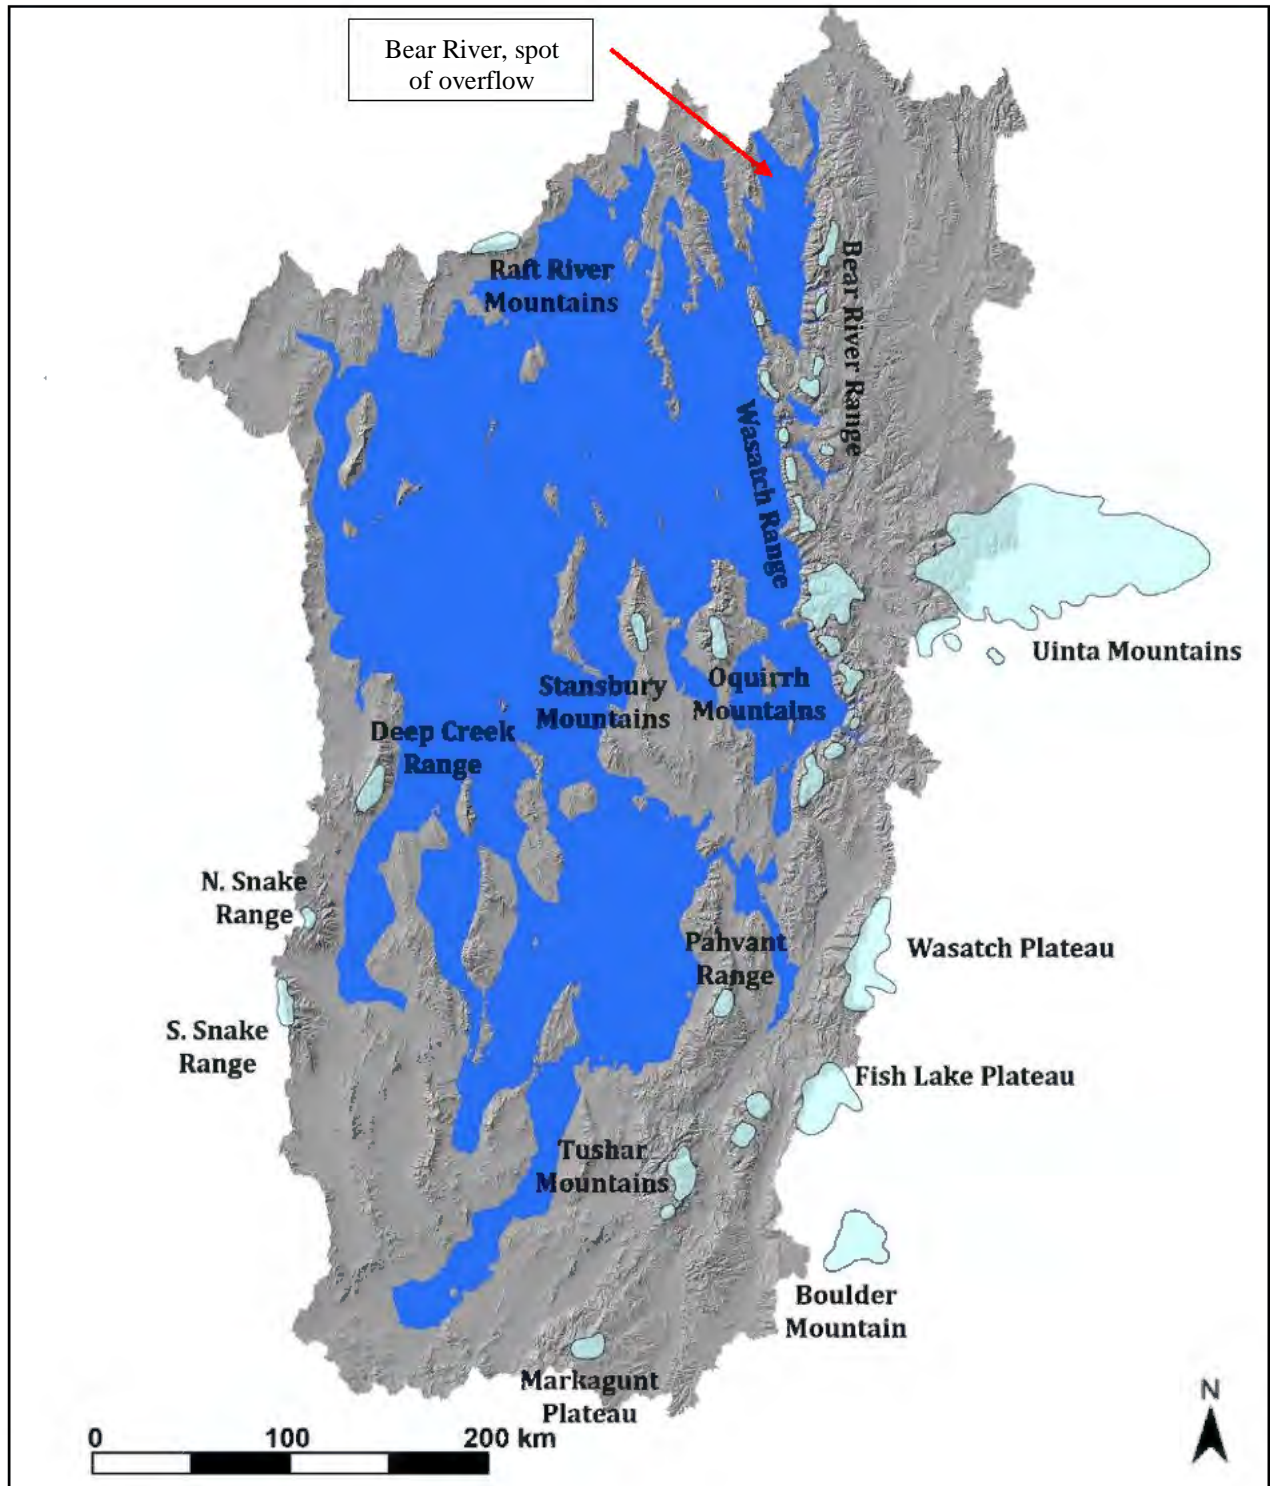 Bear River, spot
of overflow
Raft River
Mountains
Bear River Range
Wasatch Range
Uinta Mountains
Stansbury
Mountains
Oquirrh
Mountains
Deep Creek
Range
N. Snake
Range
Pahvant
Range
Wasatch Plateau
S. Snake
Range
Fish Lake Plateau
Tushar
Mountains
Boulder
Mountain
Markagunt
Plateau
N
0 100 200 km